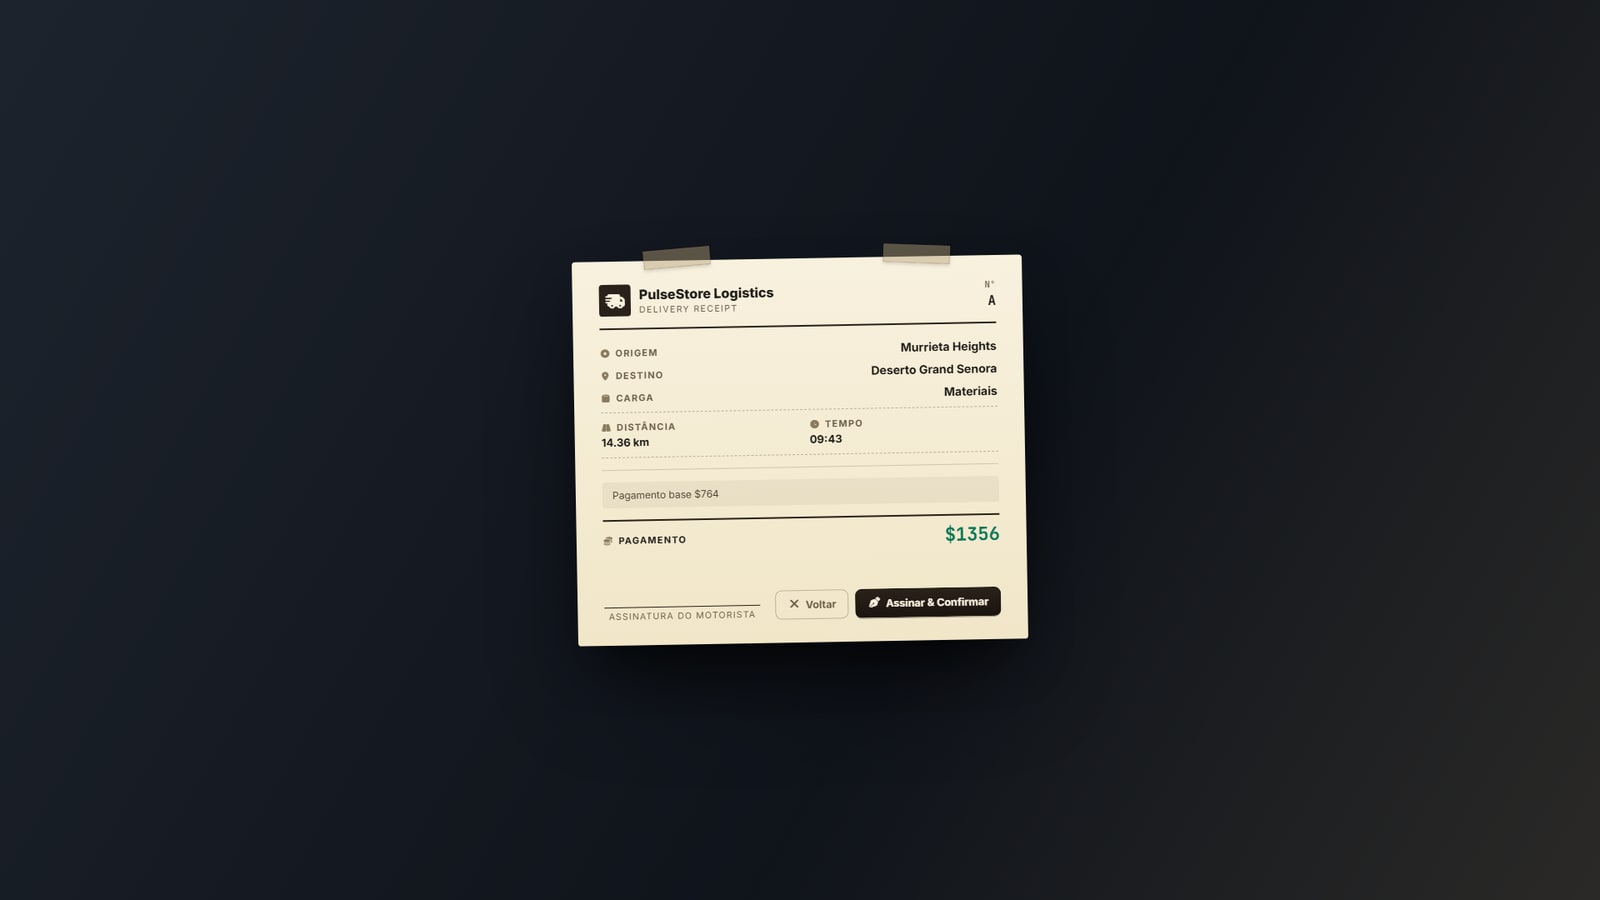 PulseStore Logistics
DELIVERY RECEIPT
N°
A
ORIGEM
Murrieta Heights
DESTINO
Deserto Grand Senora
CARGA
Materiais
DISTÂNCIA
14.36 km
TEMPO
09:43
Pagamento base $764
PAGAMENTO
$1356
ASSINATURA DO MOTORISTA
Voltar
Assinar & Confirmar